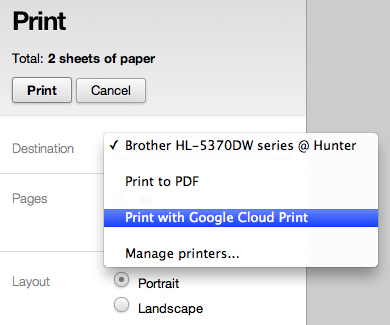 Print
Total: 2 sheets of paper
Print Cancel
Destination
✓ Brother HL-5370DW series @ Hunter
Print to PDF
Pages
Print with Google Cloud Print
Manage printers...
Layout
Portrait
Landscape